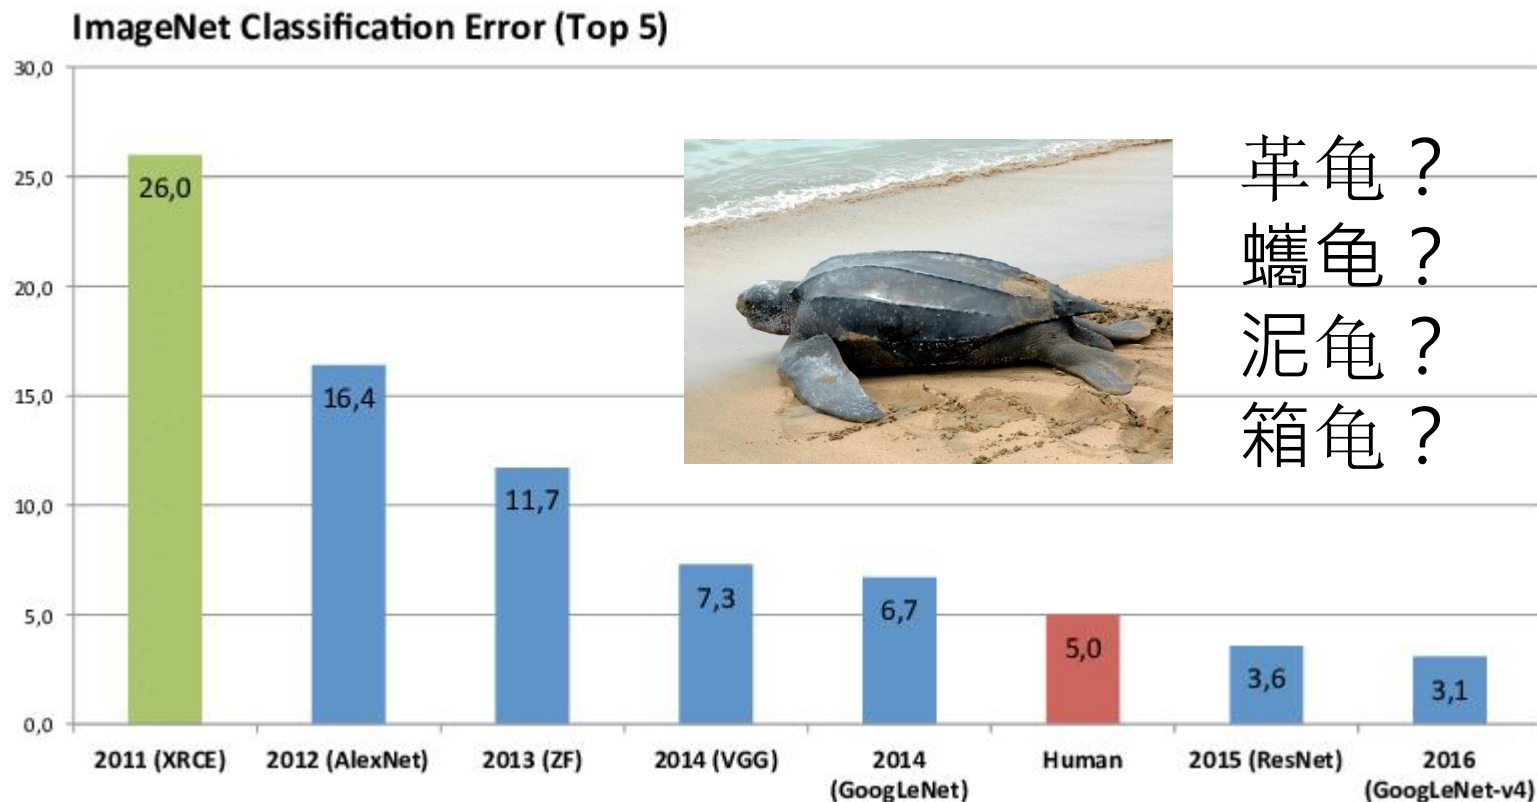 ImageNet Classification Error (Top 5)
30,0
25,0
20,0
15,0
10,0
5,0
0,0
26,0
16,4
11,7
7,3
6,7
5,0
3,6
3,1
革龟？
蠵龟？
泥龟？
箱龟？
2011 (XRCE)
2012 (AlexNet)
2013 (ZF)
2014 (VGG)
2014
(GoogLeNet)
Human
2015 (ResNet)
2016
(GoogLeNet-v4)